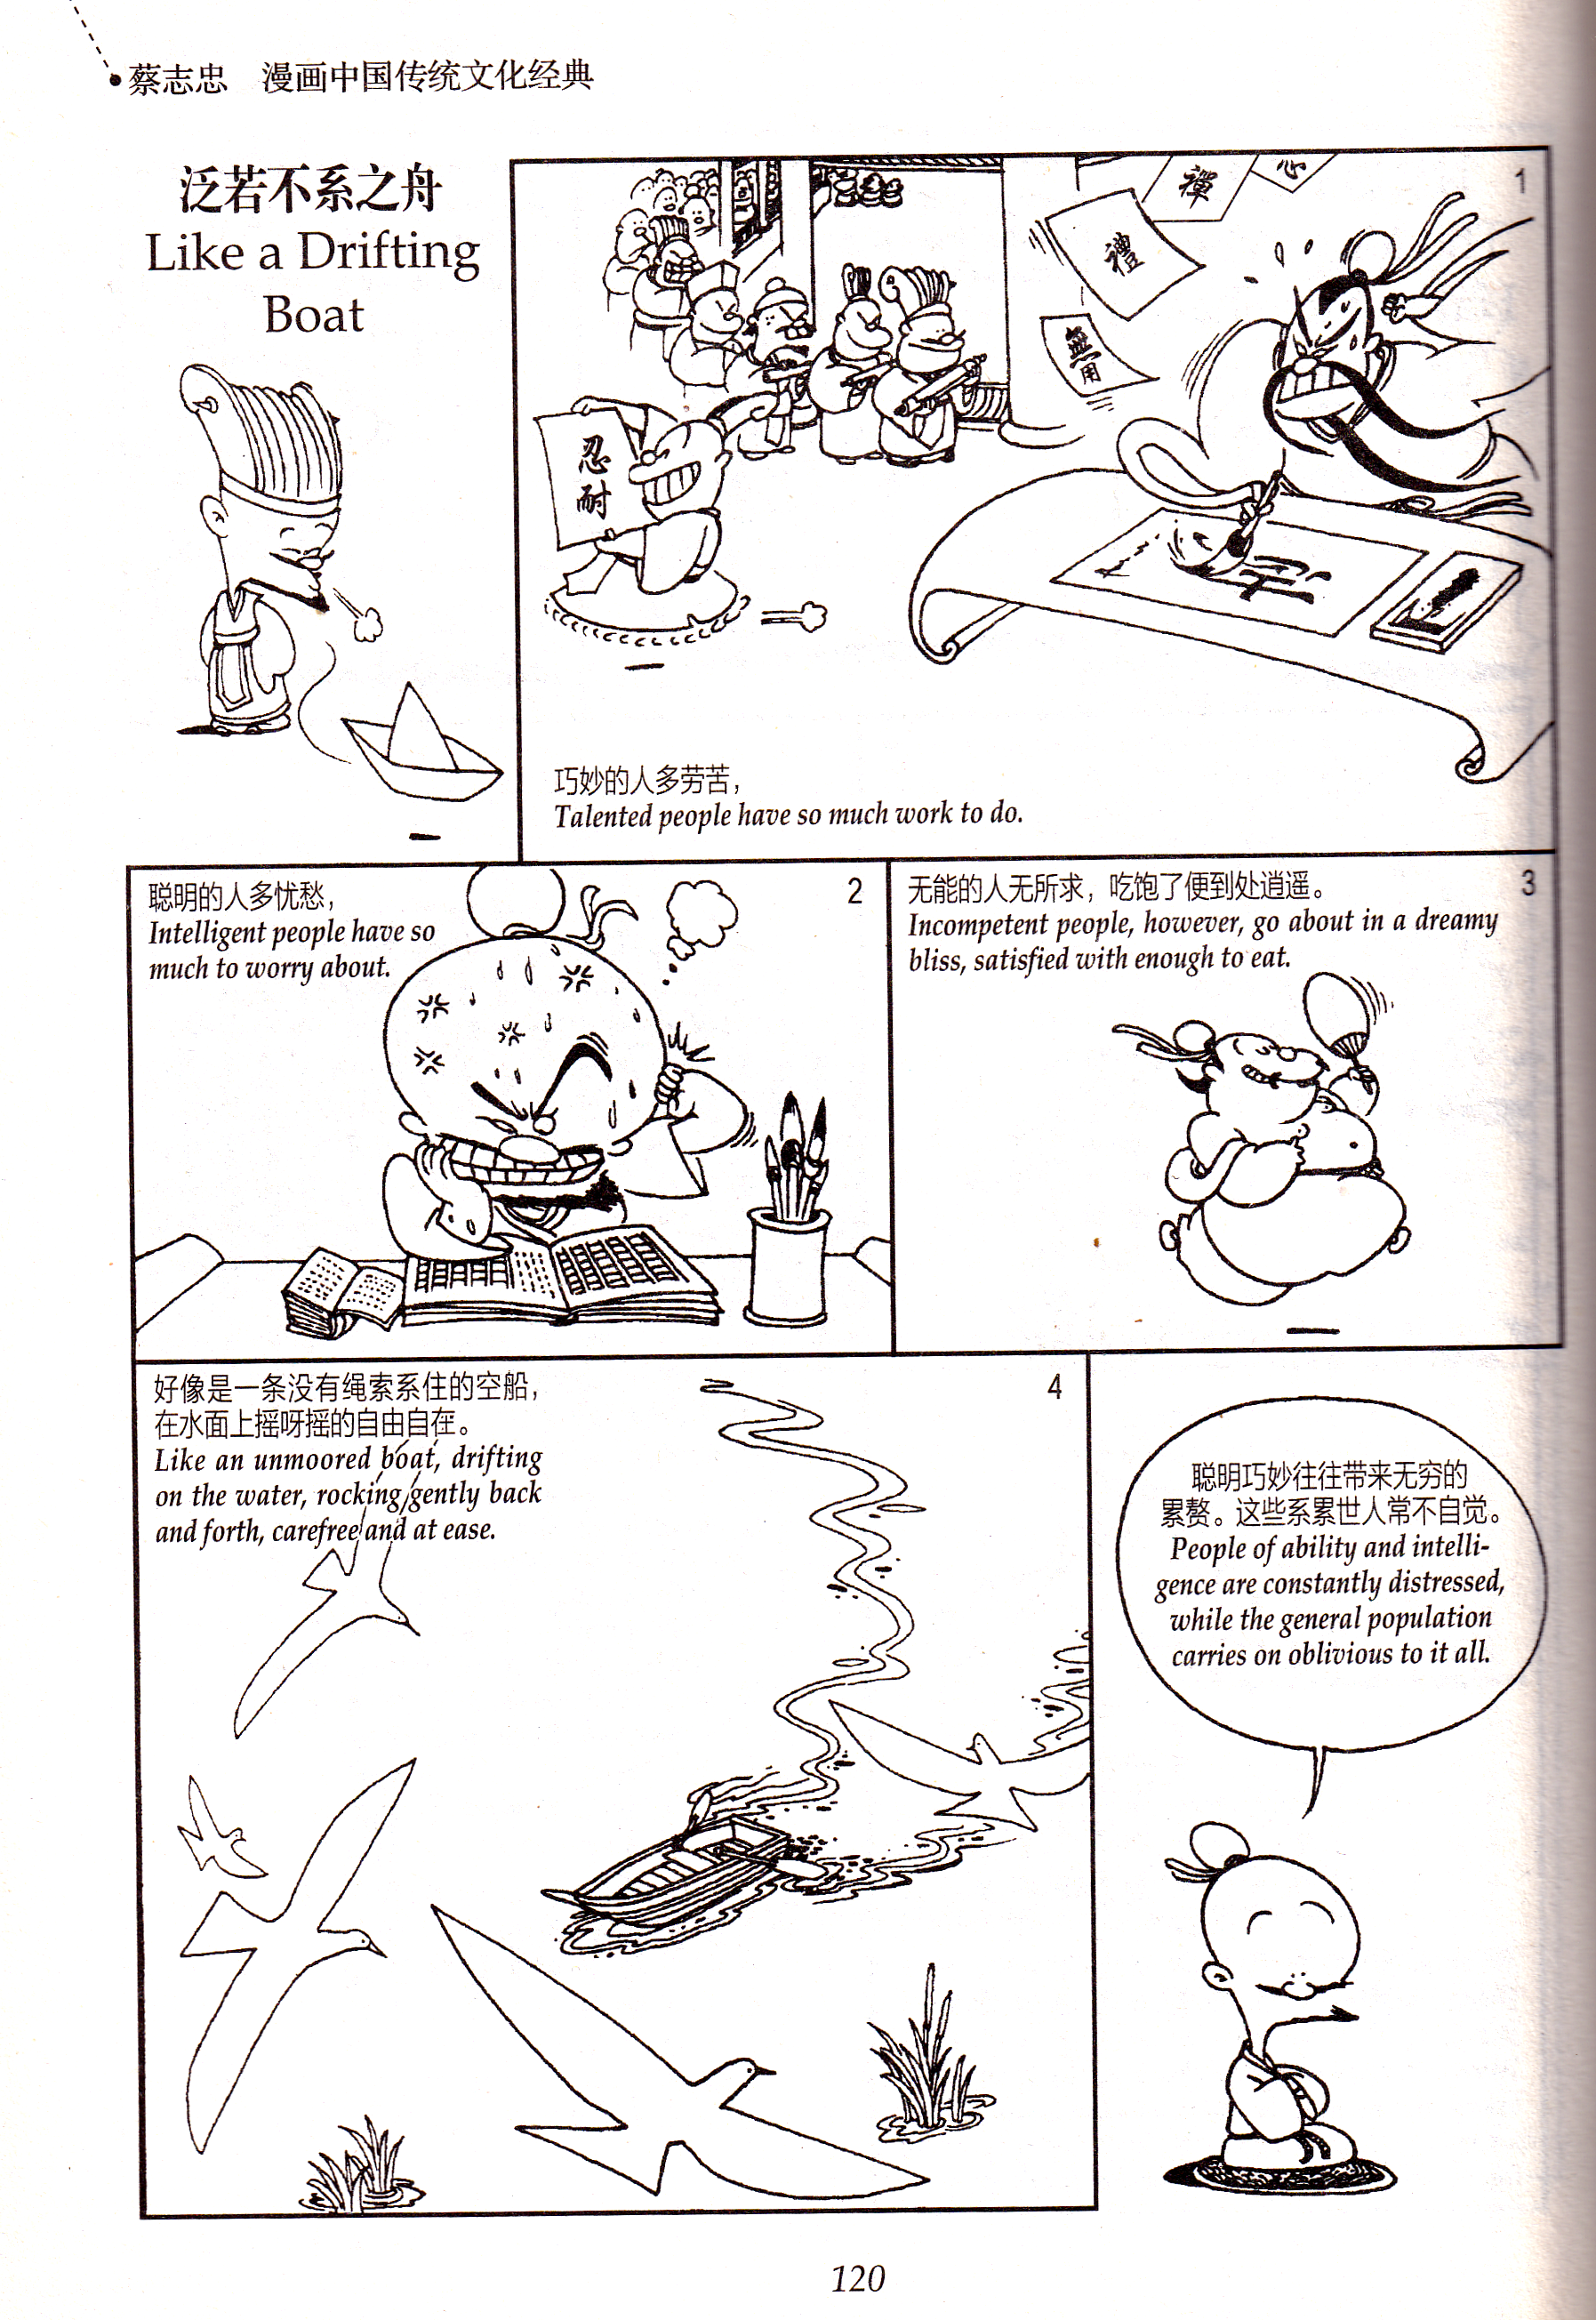 蔡志忠 漫画中国传统文化经典
泛若不系之舟
Like a Drifting
Boat
1
心
禪
禮
無用
忍
耐
巧妙的人多劳苦，
Talented people have so much work to do.
聪明的人多忧愁，
Intelligent people have so
much to worry about.
2
无能的人无所求，吃饱了便到处逍遥。
Incompetent people, however, go about in a dreamy
bliss, satisfied with enough to eat.
3
好像是一条没有绳索系住的空船，
在水面上摇呀摇的自由自在。
Like an unmoored boat, drifting
on the water, rocking gently back
and forth, carefree and at ease.
4
聪明巧妙往往带来无穷的
累赘。这些系累世人常不自觉。
People of ability and intelli-
gence are constantly distressed,
while the general population
carries on oblivious to it all.
120